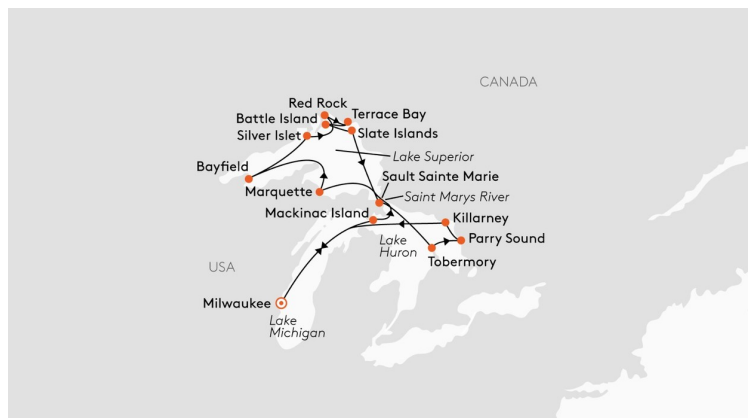 CANADA
Red Rock
Battle Island
Terrace Bay
Silver Islet
Slate Islands
Lake Superior
Bayfield
Sault Sainte Marie
Marquette
Saint Marys River
Mackinac Island
Killarney
Lake
Huron
Parry Sound
Tobermory
USA
Milwaukee
Lake
Michigan